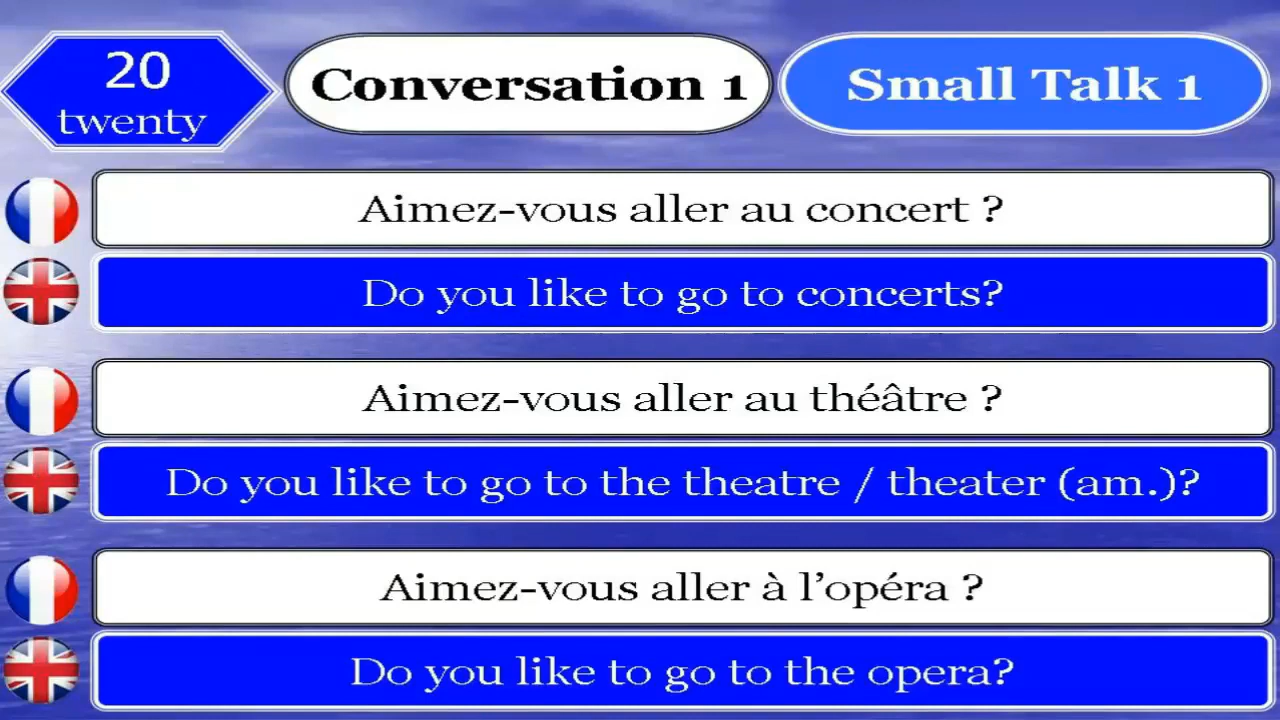 20
twenty
Conversation 1
Small Talk 1
Aimez-vous aller au concert ?
Do you like to go to concerts?
Aimez-vous aller au théâtre ?
Do you like to go to the theatre / theater (am.)?
Aimez-vous aller à l’opéra ?
Do you like to go to the opera?